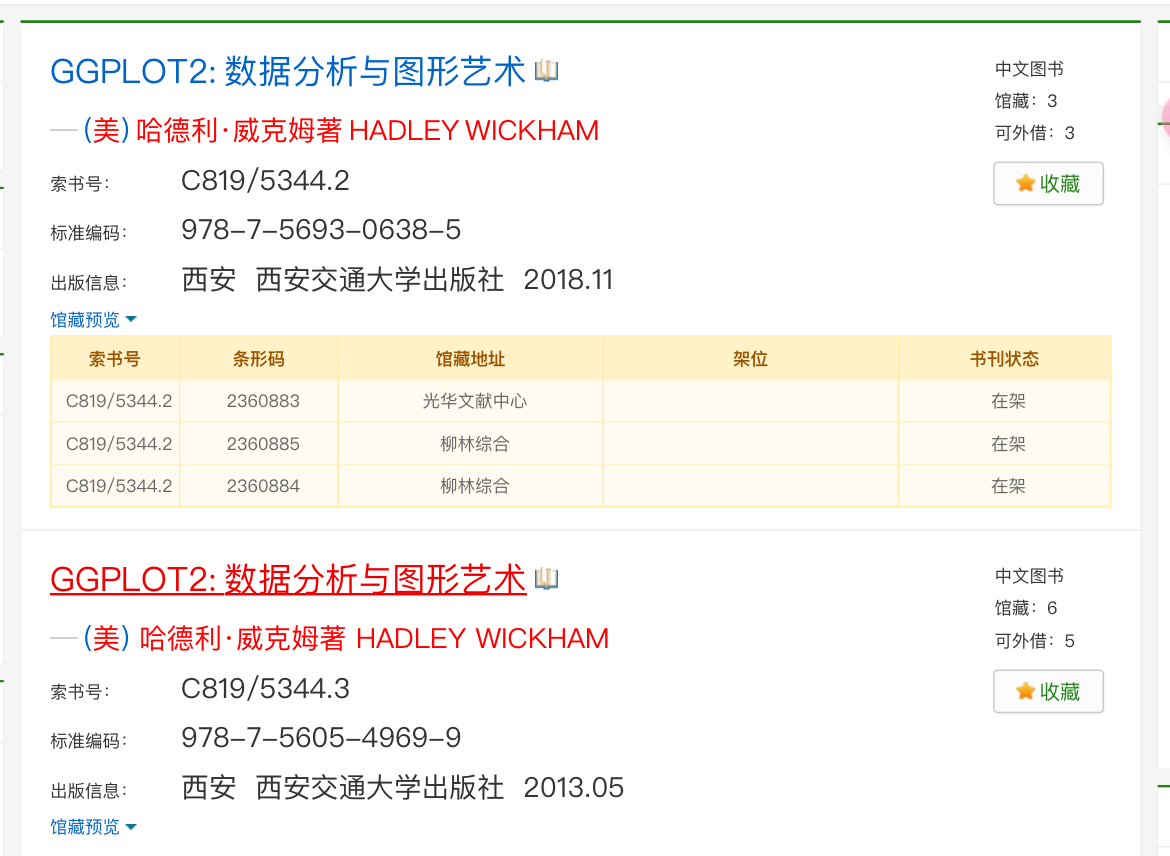 GGPLOT2: 数据分析与图形艺术
中文图书
馆藏：3
可外借：3
收藏
— (美) 哈德利·威克姆著 HADLEY WICKHAM
索书号: C819/5344.2
标准编码: 978-7-5693-0638-5
出版信息: 西安 西安交通大学出版社 2018.11
馆藏预览
索书号 条形码 馆藏地址 架位 书刊状态
C819/5344.2 2360883 光华文献中心 在架
C819/5344.2 2360885 柳林综合 在架
C819/5344.2 2360884 柳林综合 在架
GGPLOT2: 数据分析与图形艺术
中文图书
馆藏：6
可外借：5
收藏
— (美) 哈德利·威克姆著 HADLEY WICKHAM
索书号: C819/5344.3
标准编码: 978-7-5605-4969-9
出版信息: 西安 西安交通大学出版社 2013.05
馆藏预览